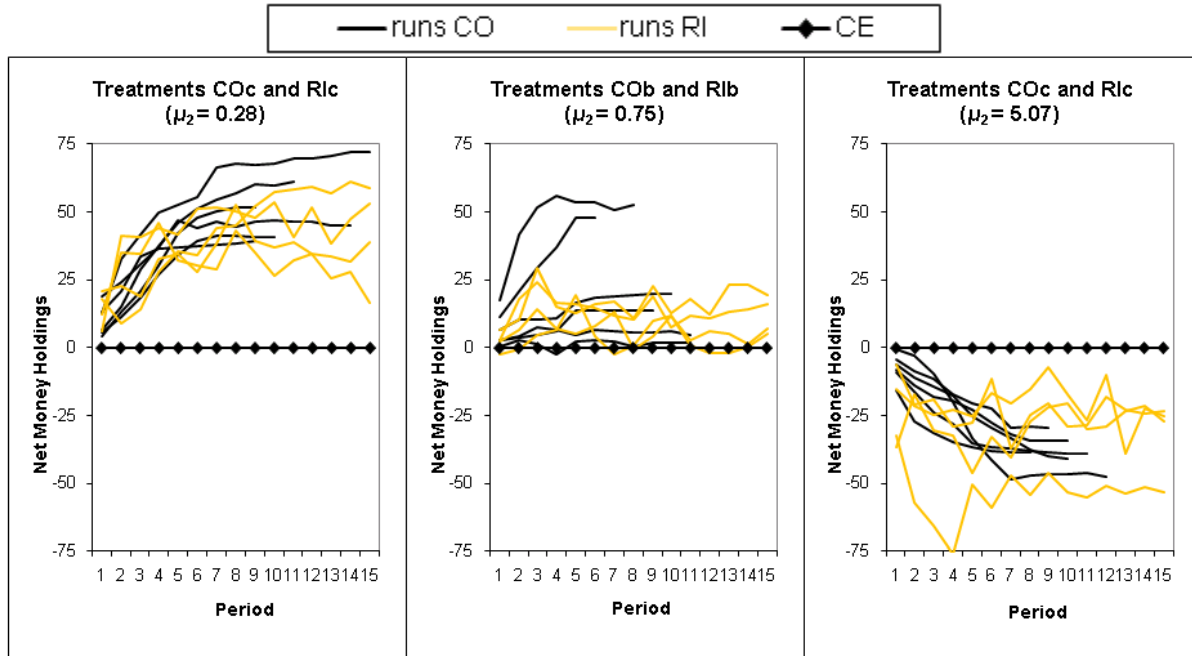 runs CO runs RI CE
Treatments COc and RIc
(μ2 = 0.28)
Net Money Holdings
75
50
25
0
-25
-50
-75
1 2 3 4 5 6 7 8 9 10 11 12 13 14 15
Period
Treatments COb and RIb
(μ2 = 0.75)
Net Money Holdings
75
50
25
0
-25
-50
-75
1 2 3 4 5 6 7 8 9 10 11 12 13 14 15
Period
Treatments COc and RIc
(μ2 = 5.07)
Net Money Holdings
75
50
25
0
-25
-50
-75
1 2 3 4 5 6 7 8 9 10 11 12 13 14 15
Period